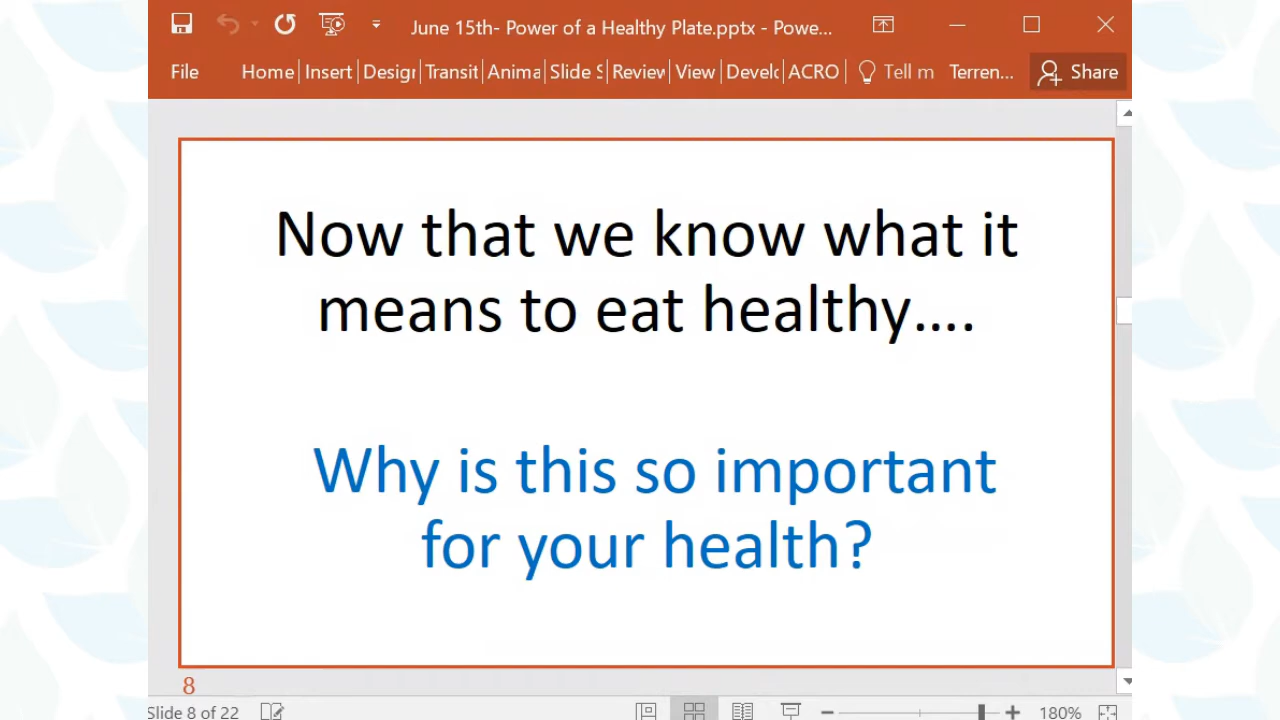 June 15th- Power of a Healthy Plate.pptx - Powe...
File Home Insert Design Transit Anima Slide S Review View Develo ACRO Tell m Terren... Share
Now that we know what it
means to eat healthy....
Why is this so important
for your health?
8
Slide 8 of 22 180%